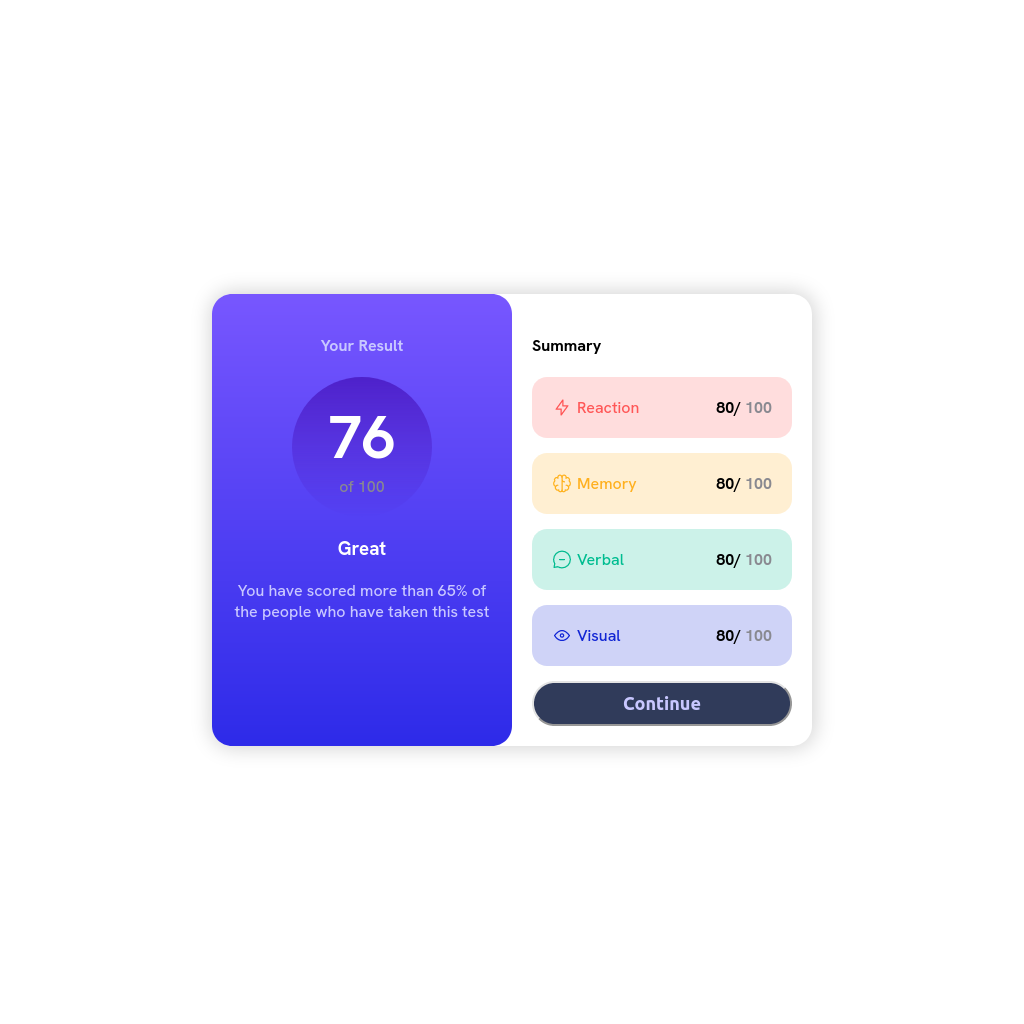 Your Result
76
of 100
Great
You have scored more than 65% of
the people who have taken this test
Summary
Reaction 80/ 100
Memory 80/ 100
Verbal 80/ 100
Visual 80/ 100
Continue